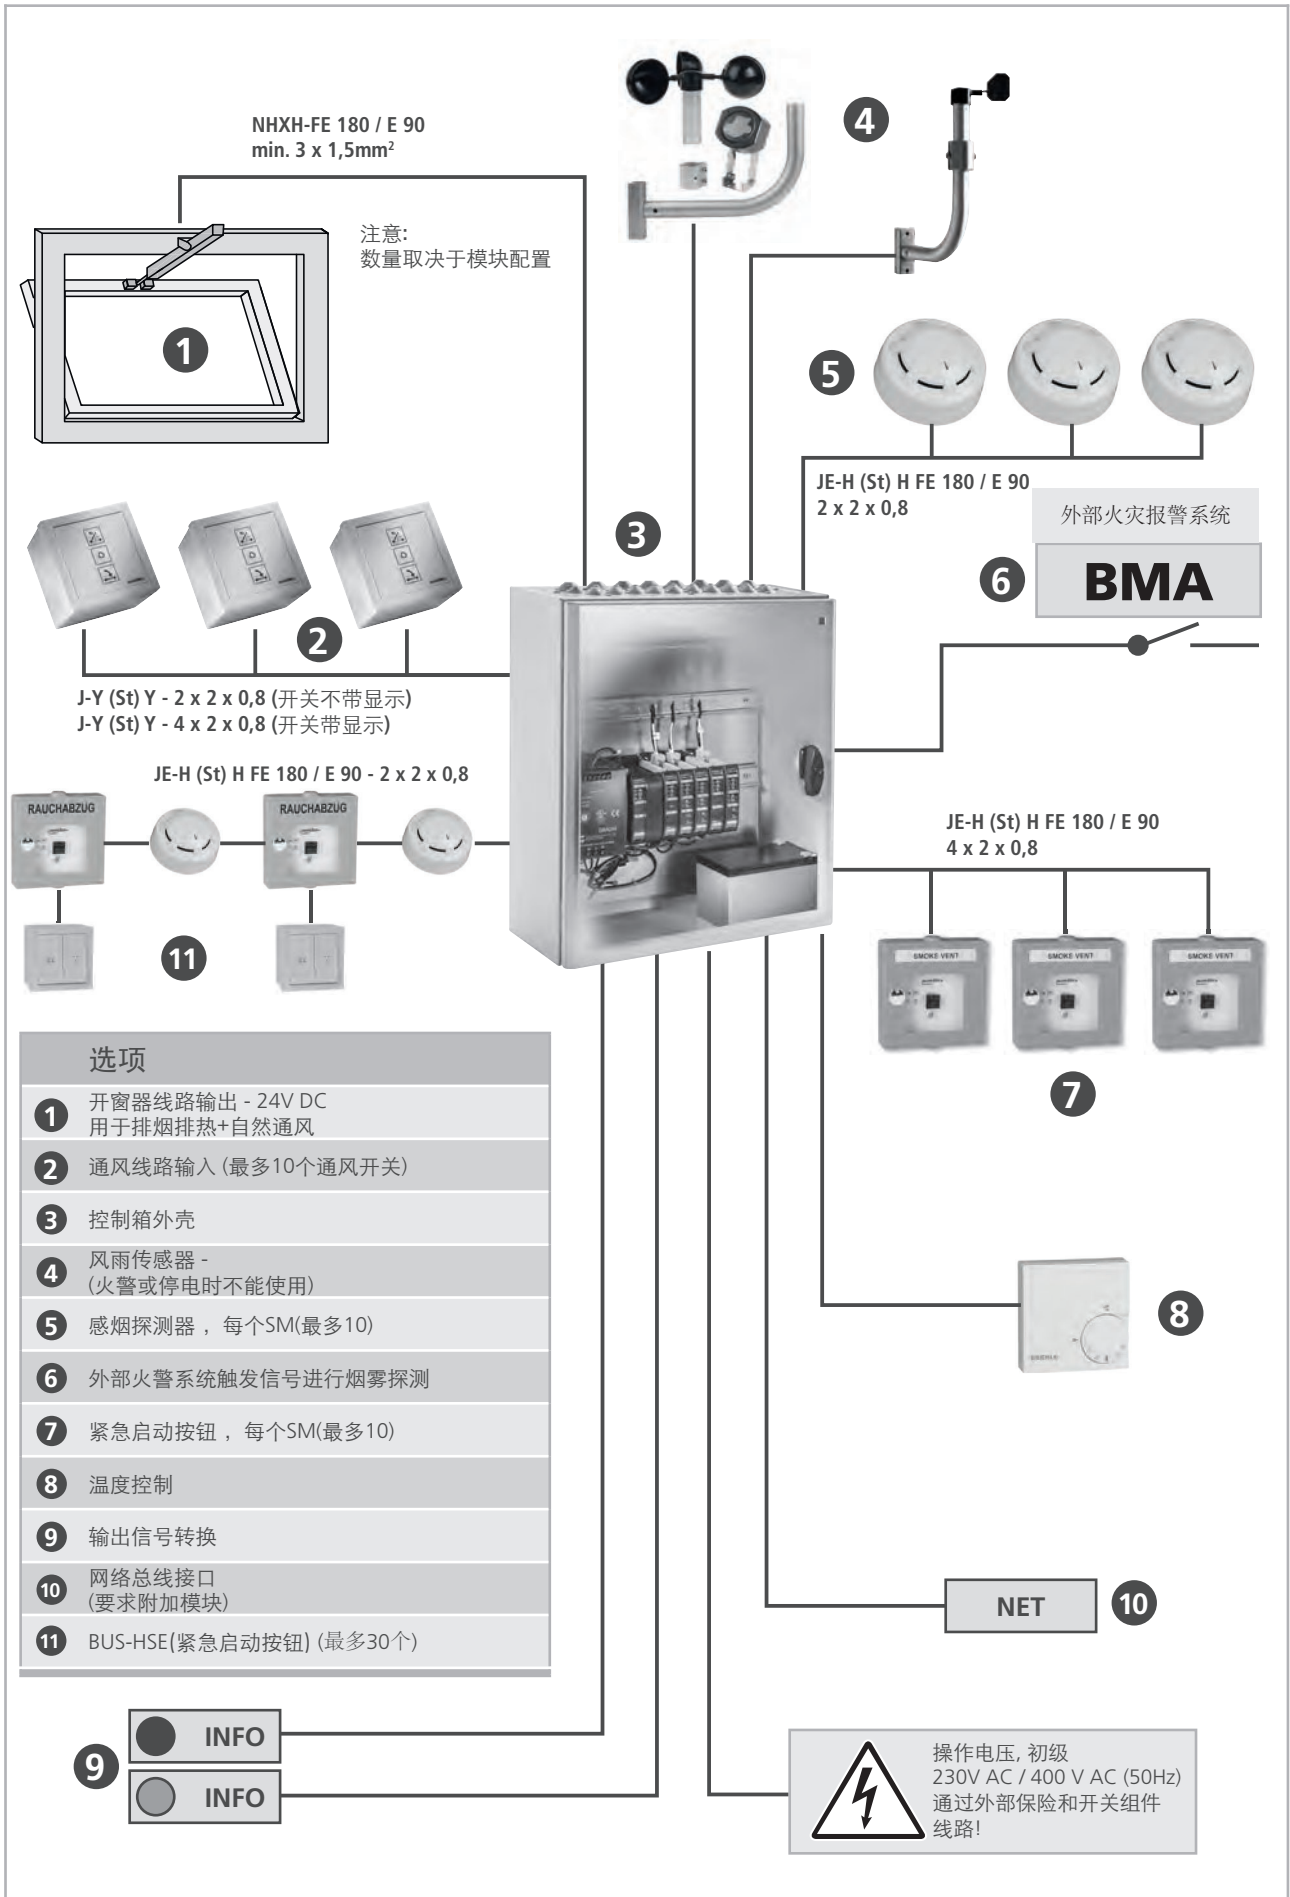 NHXH-FE 180 / E 90
min. 3 x 1,5mm²
注意:
数量取决于模块配置
1
4
5
JE-H (St) H FE 180 / E 90
2 x 2 x 0,8
外部火灾报警系统
6
BMA
3
2
J-Y (St) Y - 2 x 2 x 0,8 (开关不带显示)
J-Y (St) Y - 4 x 2 x 0,8 (开关带显示)
JE-H (St) H FE 180 / E 90 - 2 x 2 x 0,8
RAUCHABZUG
RAUCHABZUG
11
JE-H (St) H FE 180 / E 90
4 x 2 x 0,8
SMOKE VENT
SMOKE VENT
SMOKE VENT
7
选项
1 开窗器线路输出 - 24V DC
用于排烟排热+自然通风
2 通风线路输入 (最多10个通风开关)
3 控制箱外壳
4 风雨传感器 -
(火警或停电时不能使用)
5 感烟探测器 ，每个SM(最多10)
6 外部火警系统触发信号进行烟雾探测
7 紧急启动按钮 ，每个SM(最多10)
8 温度控制
9 输出信号转换
10 网络总线接口
(要求附加模块)
11 BUS-HSE(紧急启动按钮) (最多30个)
8
NET
10
9
INFO
INFO
操作电压, 初级
230V AC / 400 V AC (50Hz)
通过外部保险和开关组件
线路!